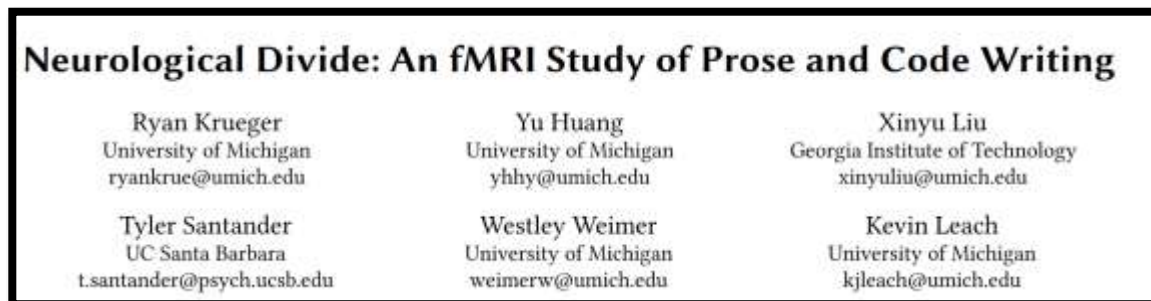 Neurological Divide: An fMRI Study of Prose and Code Writing
Ryan Krueger
University of Michigan
ryankrue@umich.edu
Yu Huang
University of Michigan
yhhy@umich.edu
Xinyu Liu
Georgia Institute of Technology
xinyuliu@umich.edu
Tyler Santander
UC Santa Barbara
t.santander@psych.ucsb.edu
Westley Weimer
University of Michigan
weimerw@umich.edu
Kevin Leach
University of Michigan
kjleach@umich.edu